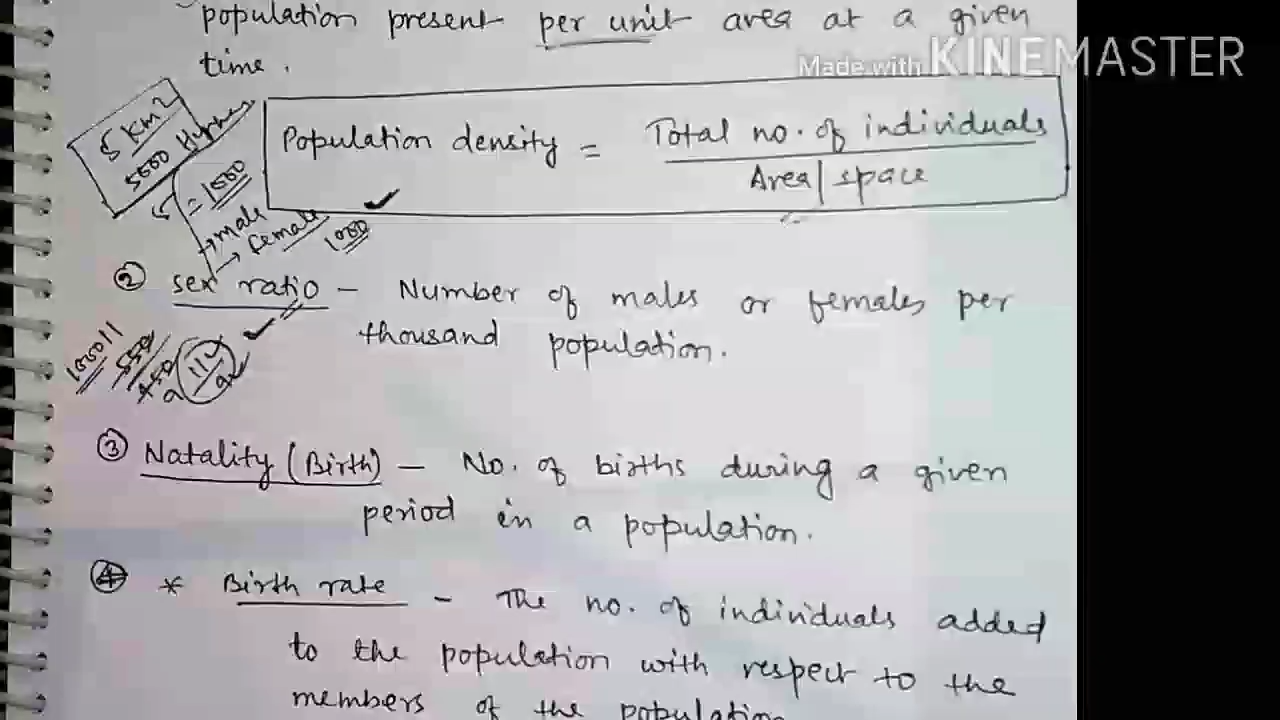 population present per unit area at a given
time.
Made with KINEMASTER
5 km2
5000
= 1000
→ male
→ female
1000
Population density = Total no. of individuals
Area/space
② sex ratio – Number of males or females per
thousand population.
550
450
③ Natality (Birth) – No. of births during a given
period in a population.
④ * Birth rate – The no. of individuals added
to the population with respect to the
members of the population